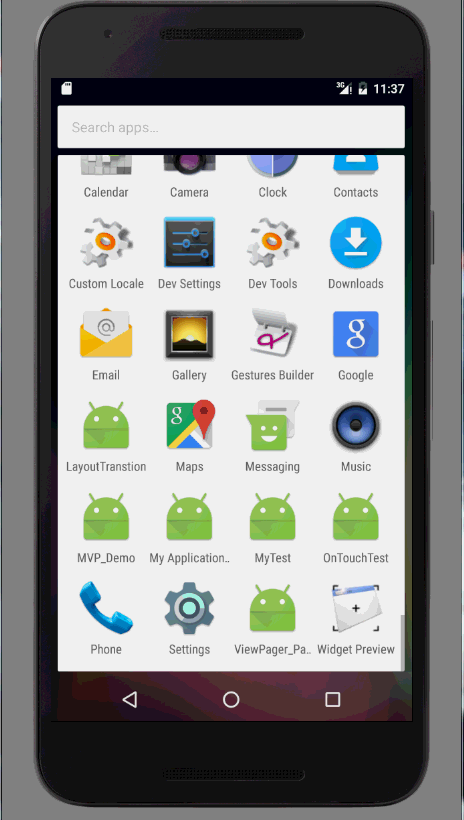 3G 11:37
Search apps...
Calendar Camera Clock Contacts
Custom Locale Dev Settings Dev Tools Downloads
Email Gallery Gestures Builder Google
LayoutTranstion Maps Messaging Music
MVP_Demo My Application.. MyTest OnTouchTest
Phone Settings ViewPager_Pa.. Widget Preview